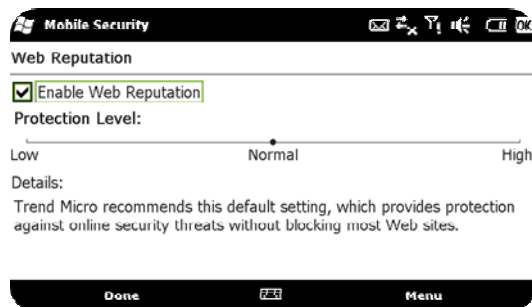 Mobile Security OK
Web Reputation
Enable Web Reputation
Protection Level:
Low Normal High
Details:
Trend Micro recommends this default setting, which provides protection
against online security threats without blocking most Web sites.
Done Menu